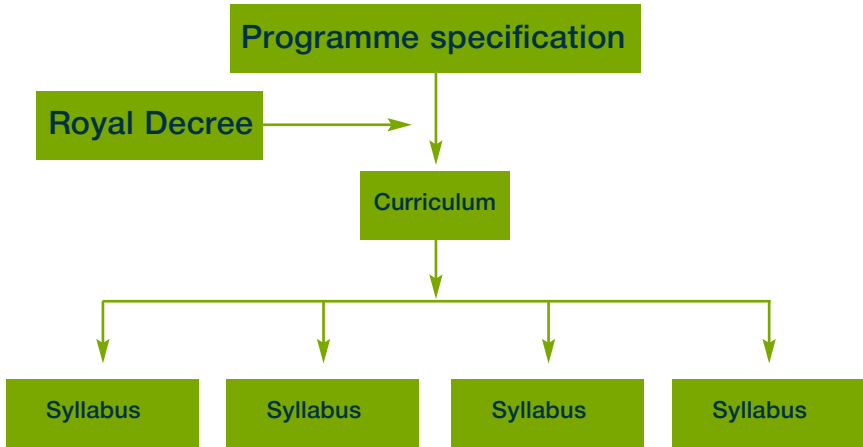 Programme specification
Royal Decree
Curriculum
Syllabus
Syllabus
Syllabus
Syllabus